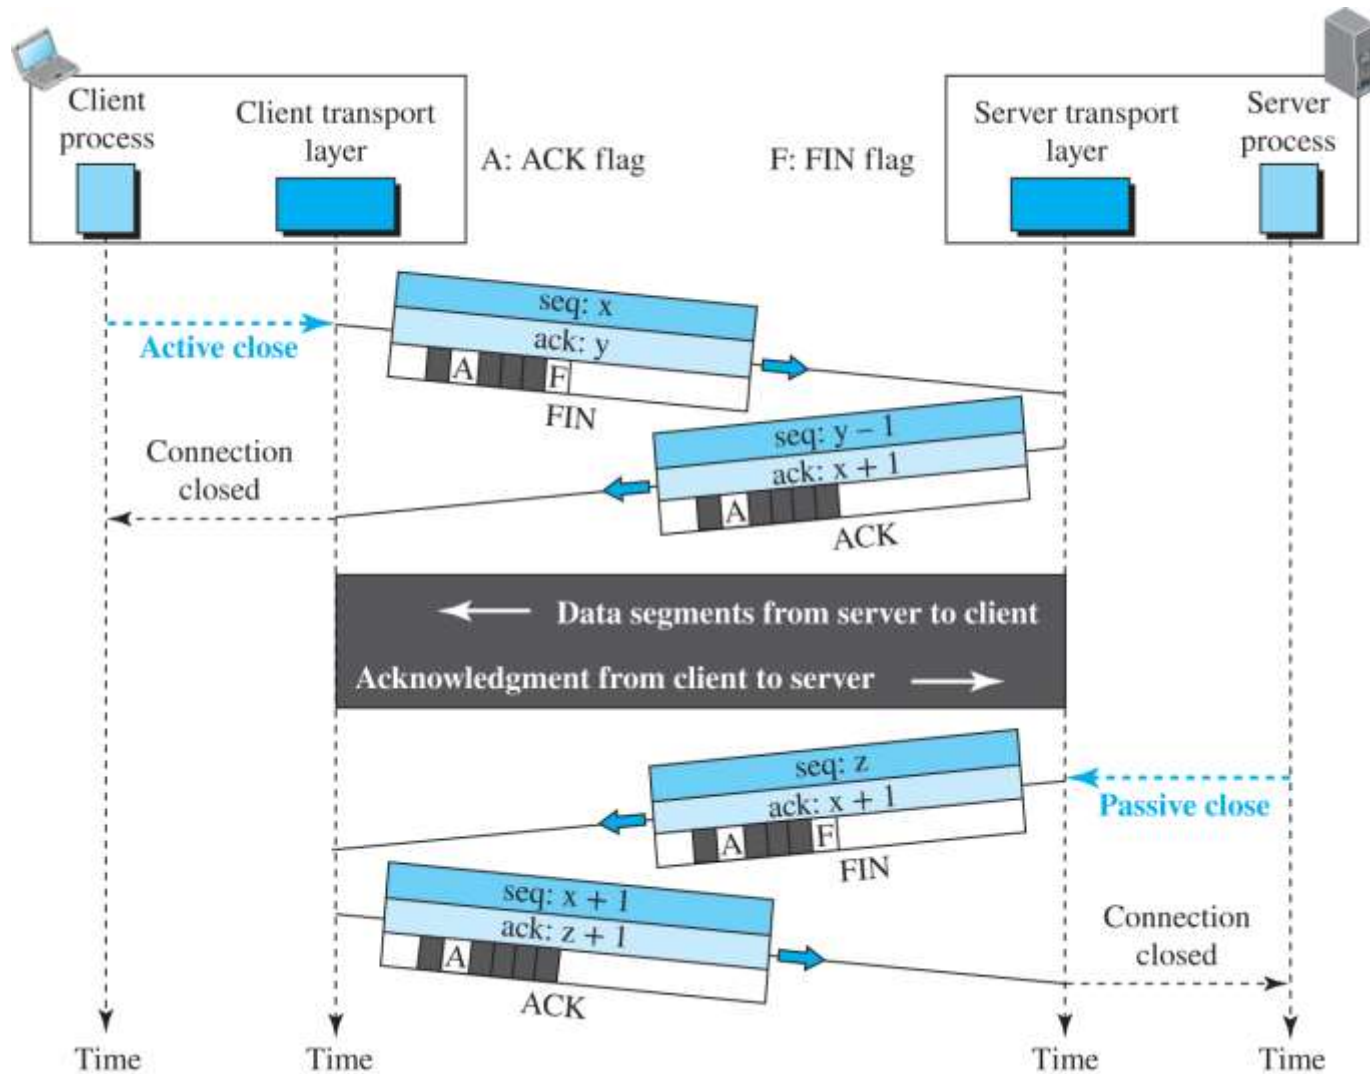 Client
process
Client transport
layer
A: ACK flag
F: FIN flag
Server transport
layer
Server
process
Active close
seq: x
ack: y
A F
FIN
seq: y – 1
ack: x + 1
A
ACK
Connection
closed
Data segments from server to client
Acknowledgment from client to server
seq: z
ack: x + 1
A F
FIN
Passive close
seq: x + 1
ack: z + 1
A
ACK
Connection
closed
Time
Time
Time
Time